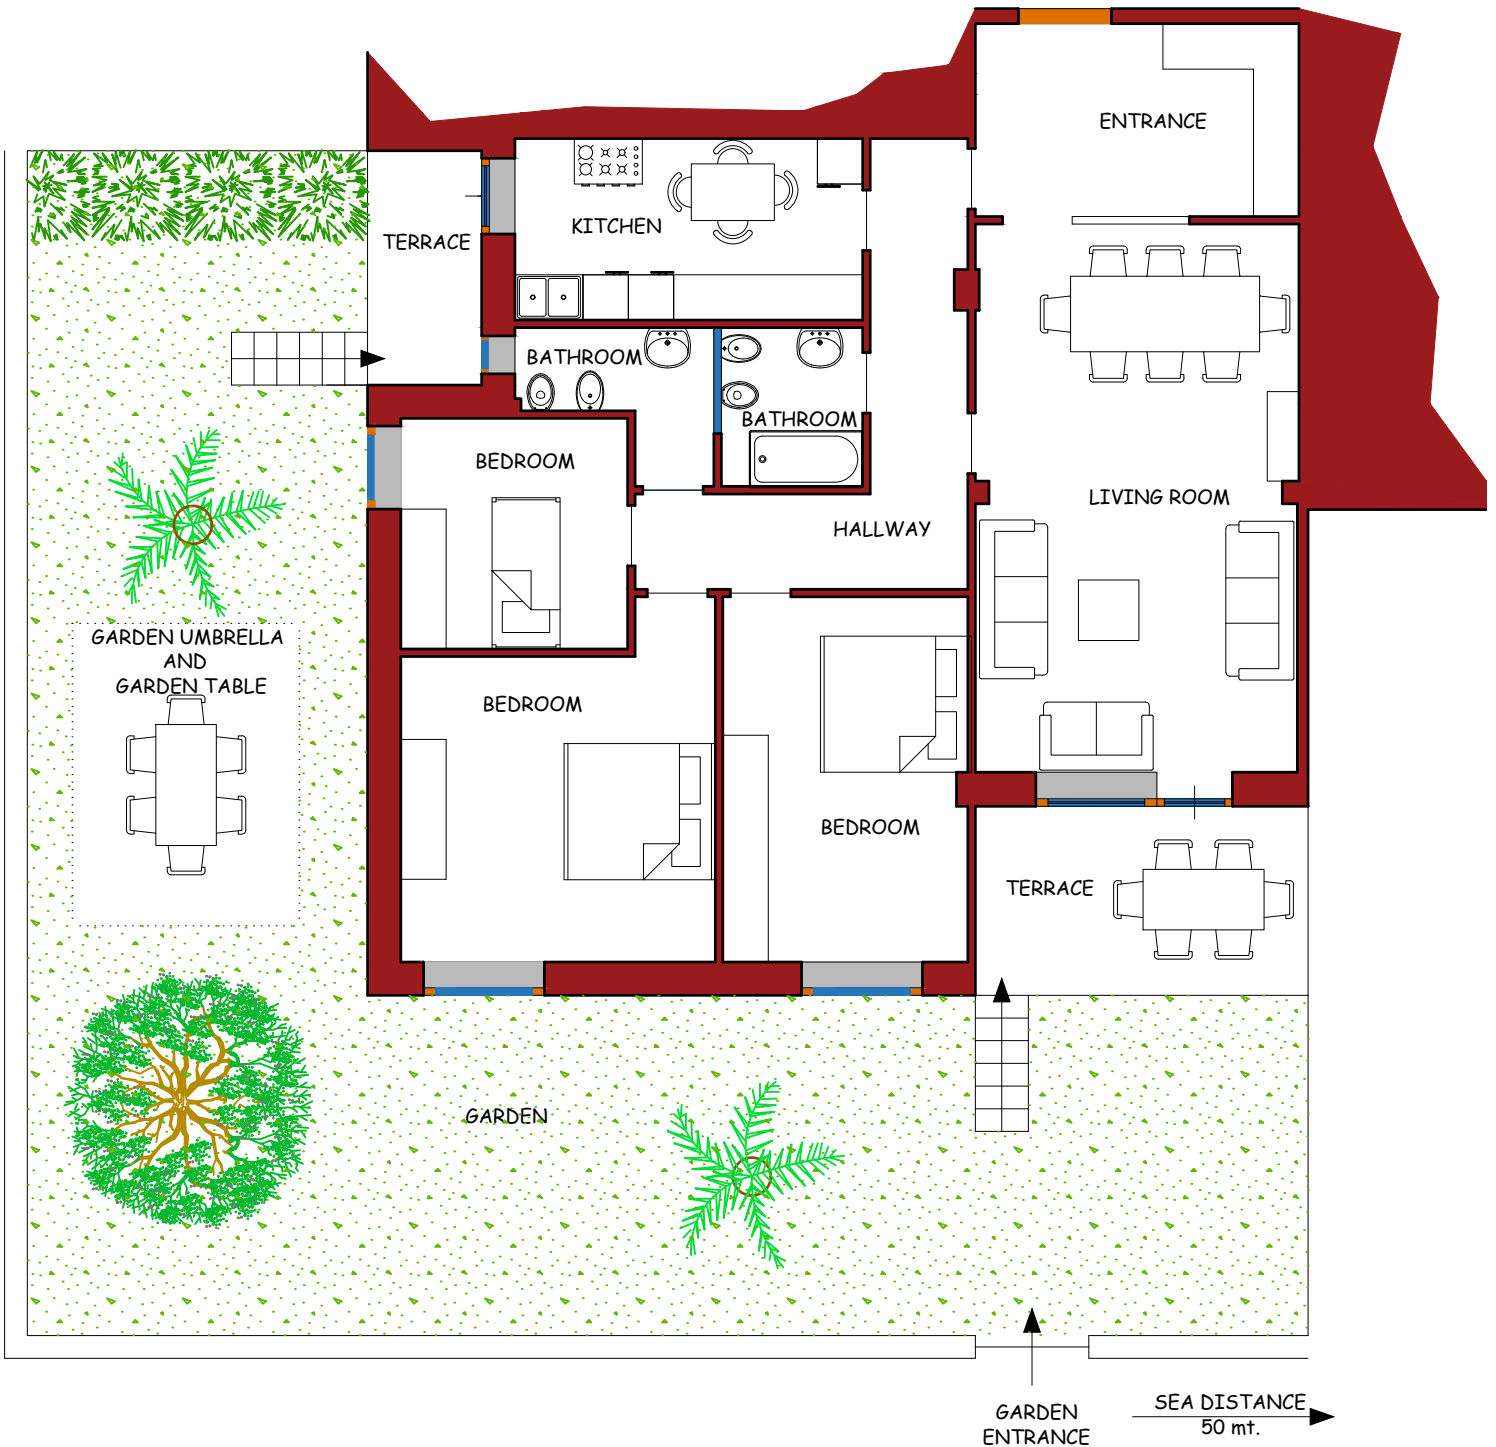 ENTRANCE
KITCHEN
TERRACE
BATHROOM
BATHROOM
BEDROOM
LIVING ROOM
HALLWAY
GARDEN UMBRELLA
AND
GARDEN TABLE
BEDROOM
BEDROOM
TERRACE
GARDEN
GARDEN
ENTRANCE
SEA DISTANCE
50 mt.